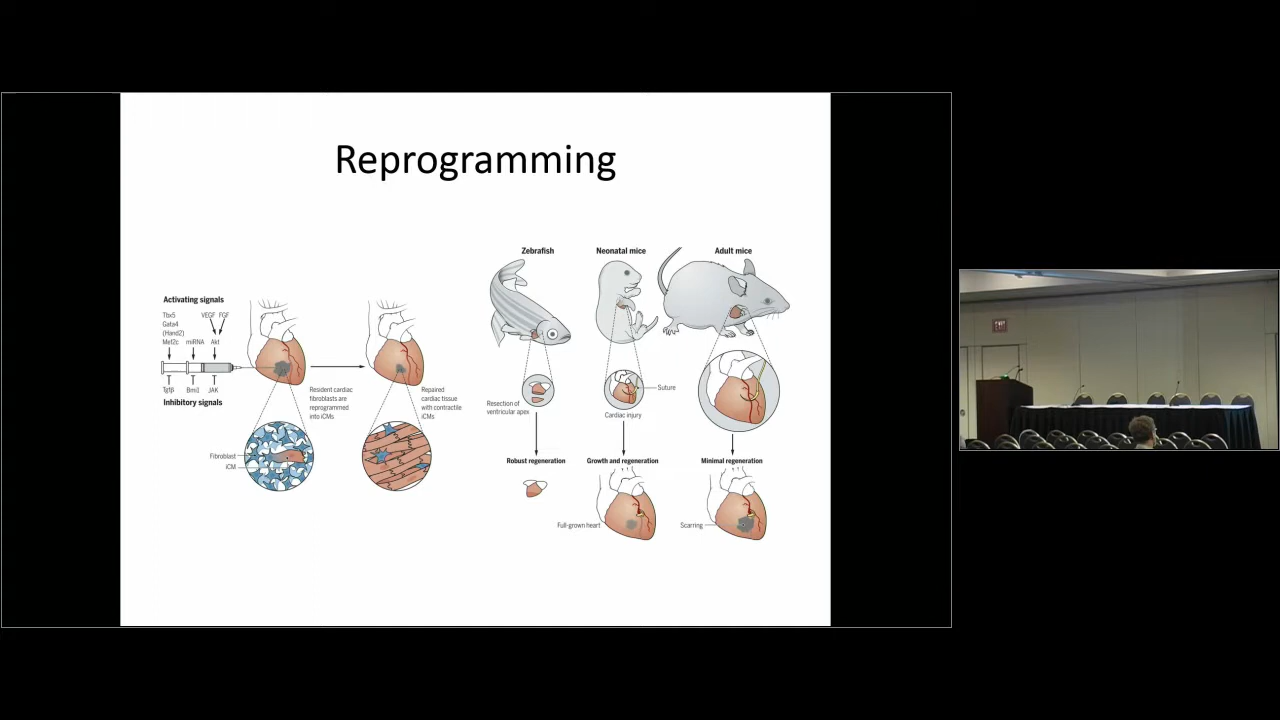 Reprogramming
Activating signals
Tbx5
Gata4
(Hand2)
Mef2c
miRNA
VEGF FGF
Akt
Tgfβ
Bmi1
JAK
Inhibitory signals
Resident cardiac
fibroblasts are
reprogrammed
into iCMs
Repaired
cardiac tissue
with contractile
iCMs
Fibroblast
iCM
Zebrafish
Neonatal mice
Adult mice
Resection of
ventricular apex
Suture
Cardiac injury
Robust regeneration
Growth and regeneration
Minimal regeneration
Full-grown heart
Scarring